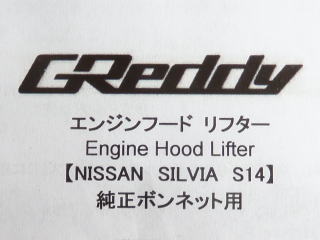 GReddy
エンジンフード リフター
Engine Hood Lifter
【NISSAN SILVIA S14】
純正ボンネット用